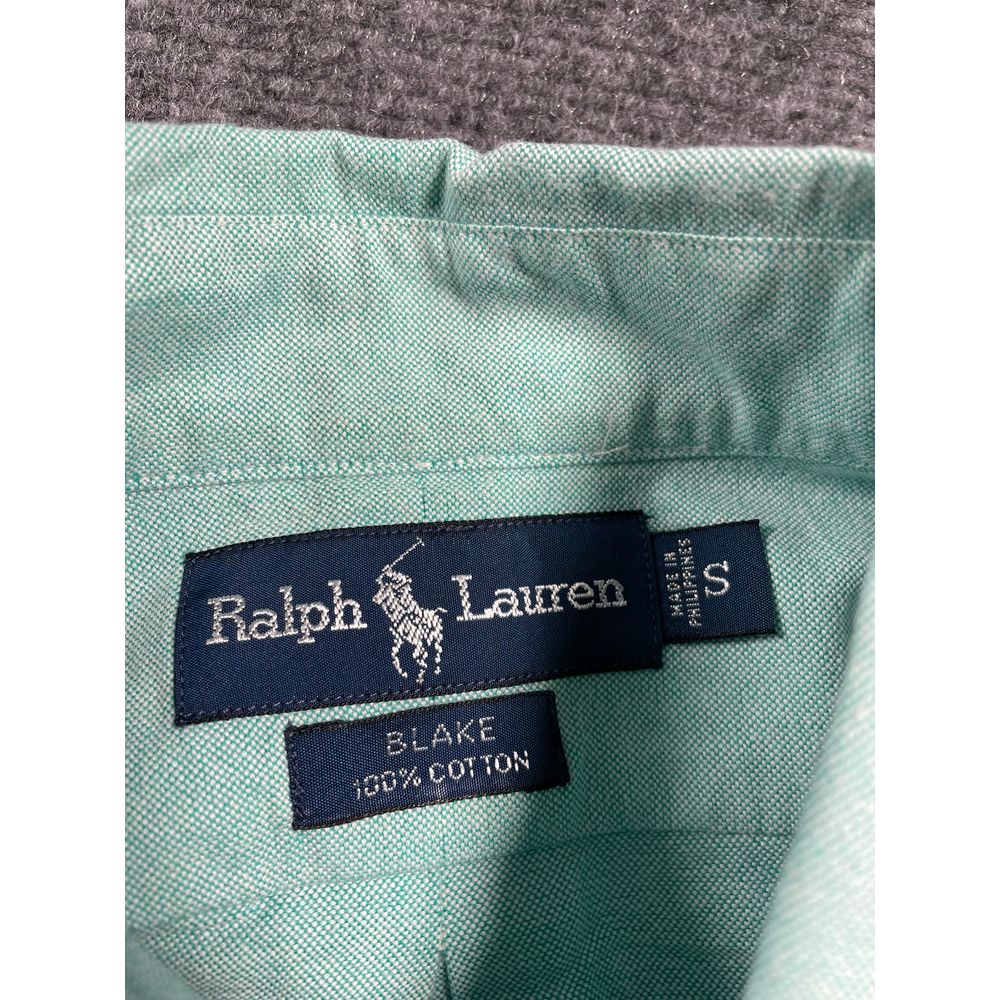 Ralph Lauren
MADE IN
PHILIPPINES
S
BLAKE
100% COTTON